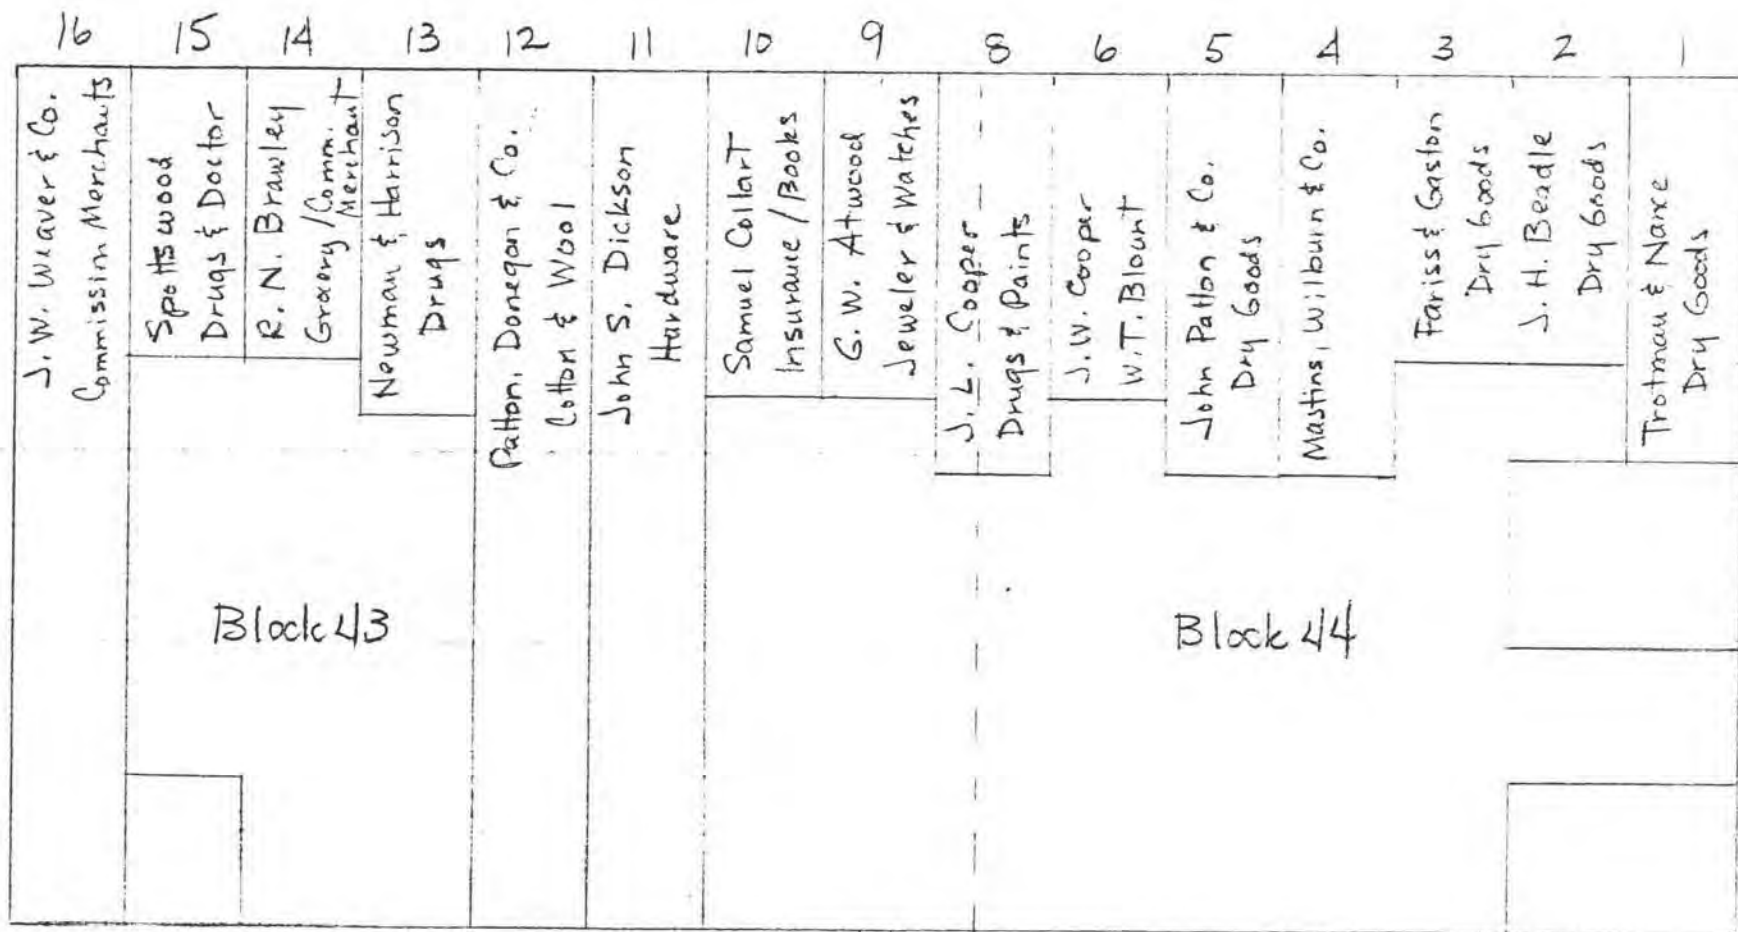 16 15 14 13 12 11 10 9 8 6 5 4 3 2 1
J. W. Weaver & Co.
Commissin Merchants
Spottswood
Drugs & Doctor
R. N. Brawley
Grocery/Comm.
Merchant
Newman & Harrison
Drugs
Patton, Donegan & Co.
Cotton & Wool
John S. Dickson
Hardware
Samuel Collart
Insurance/Books
G. W. Atwood
Jeweler & Watches
J. L. Cooper
Drugs & Paints
J. W. Cooper
W. T. Blount
John Patton & Co.
Dry Goods
Mastins, Wilburn & Co.
Fariss & Gaston
Dry Goods
J. H. Beadle
Dry Goods
Trotman & Nance
Dry Goods
Block 43
Block 44